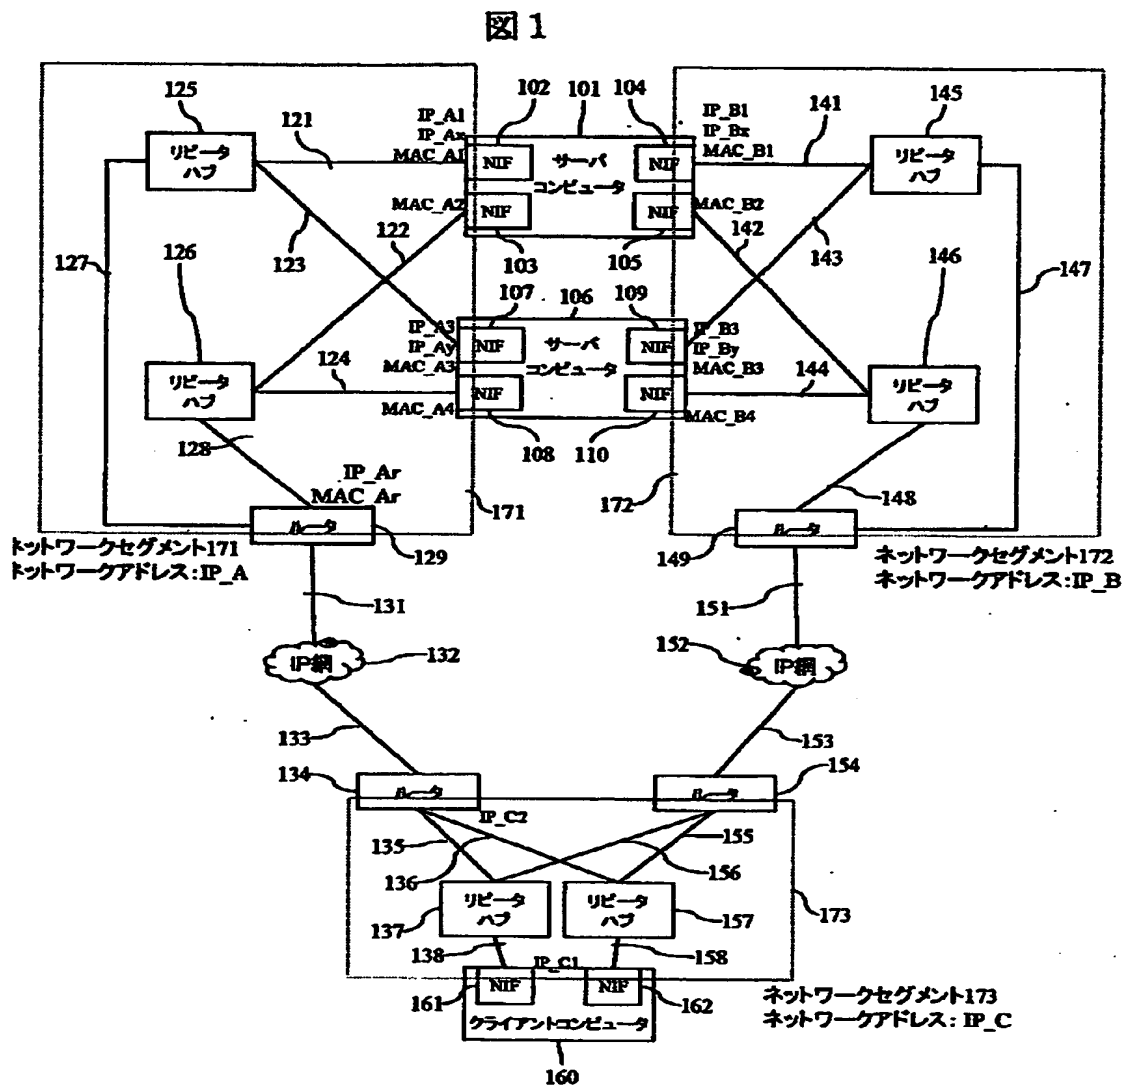 図1
125
121
IP_A1
IP_Ax
MAC_A1
102
101
104
IP_B1
IP_Bx
MAC_B1
141
145
リピータ
ハブ
NIF
サーバ
コンピュータ
NIF
リピータ
ハブ
MAC_A2
NIF
NIF
MAC_B2
127
126
123
122
103
105
142
143
146
147
107
106
109
IP_A3
IP_Ay
MAC_A3
NIF
サーバ
コンピュータ
NIF
IP_B3
IP_By
MAC_B3
リピータ
ハブ
124
144
リピータ
ハブ
MAC_A4
NIF
NIF
MAC_B4
128
108
110
IP_Ar
MAC_Ar
171
172
148
ルータ
129
149
ルータ
ネットワークセグメント171
ネットワークアドレス:IP_A
ネットワークセグメント172
ネットワークアドレス:IP_B
131
151
IP網
132
152
IP網
133
153
134
ルータ
ルータ
154
IP_C2
135
155
136
156
リピータ
ハブ
リピータ
ハブ
137
157
173
138
158
IP_C1
161
NIF
NIF
162
クライアントコンピュータ
ネットワークセグメント173
ネットワークアドレス: IP_C
160